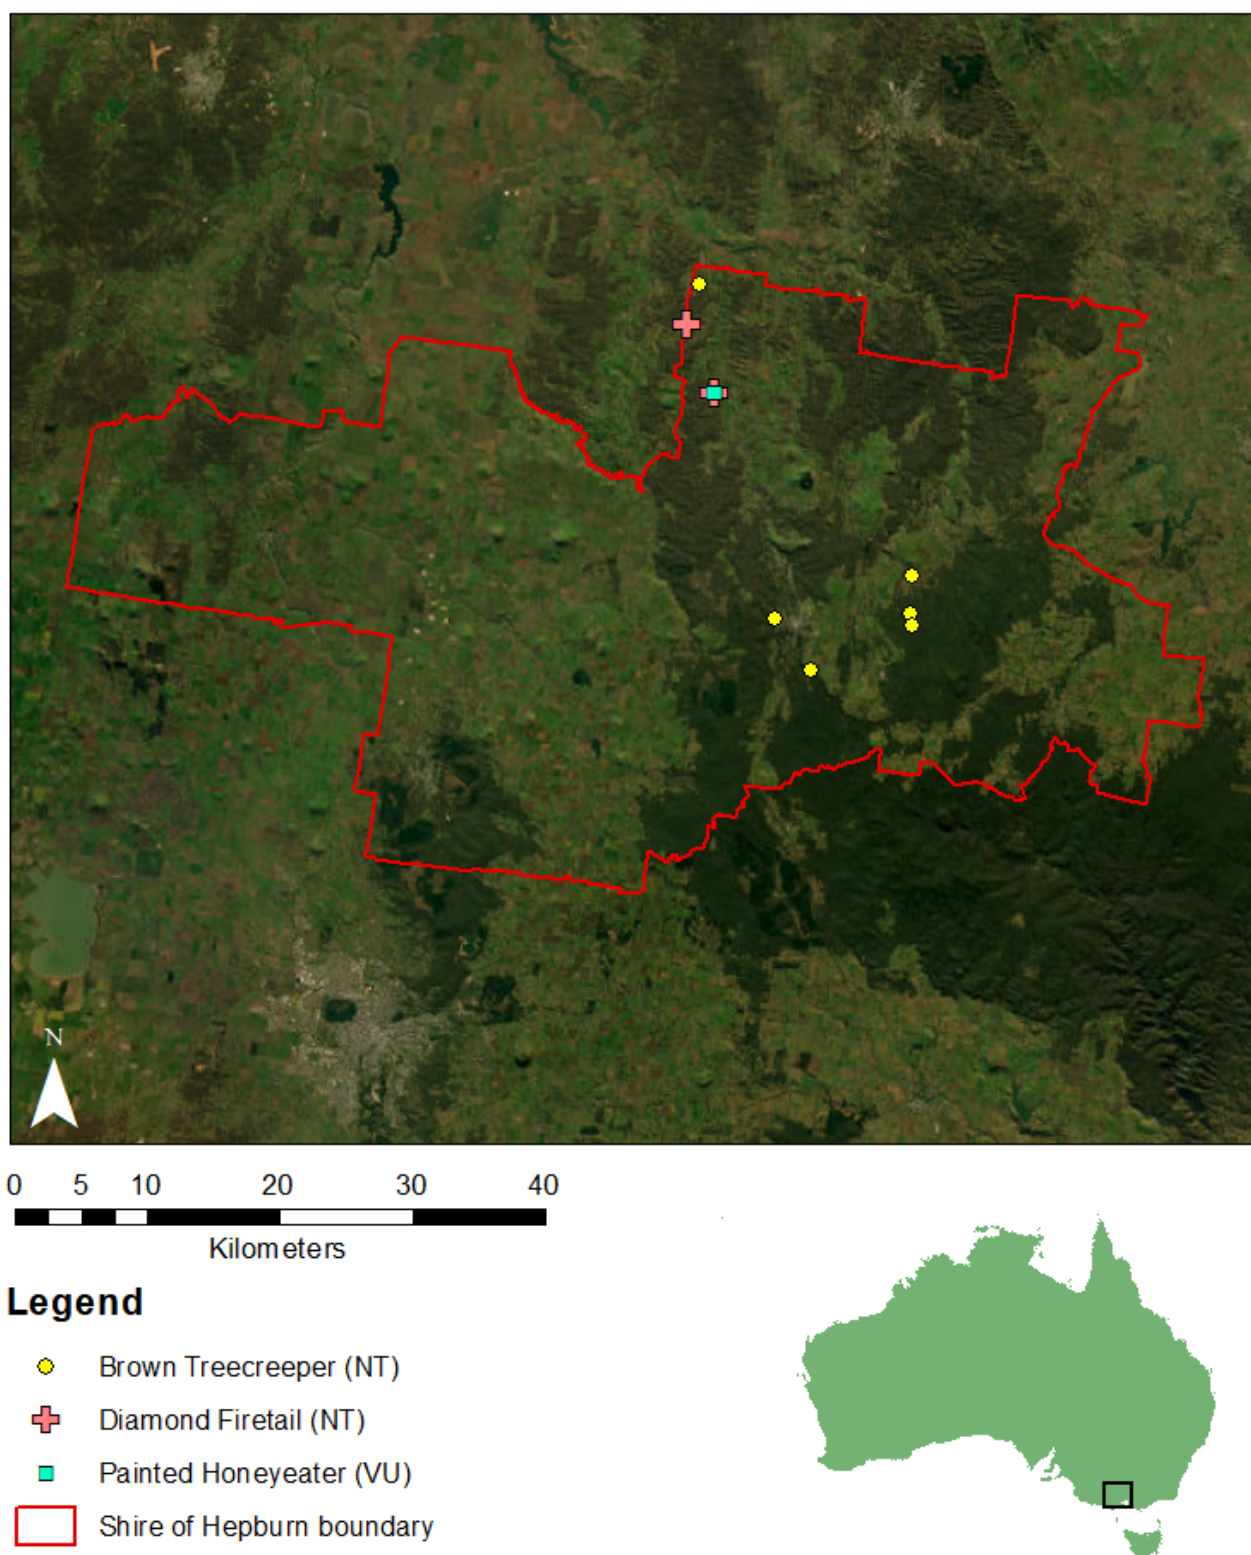 N
0 5 10 20 30 40
Kilometers
Legend
Brown Treecreeper (NT)
Diamond Firetail (NT)
Painted Honeyeater (VU)
Shire of Hepburn boundary